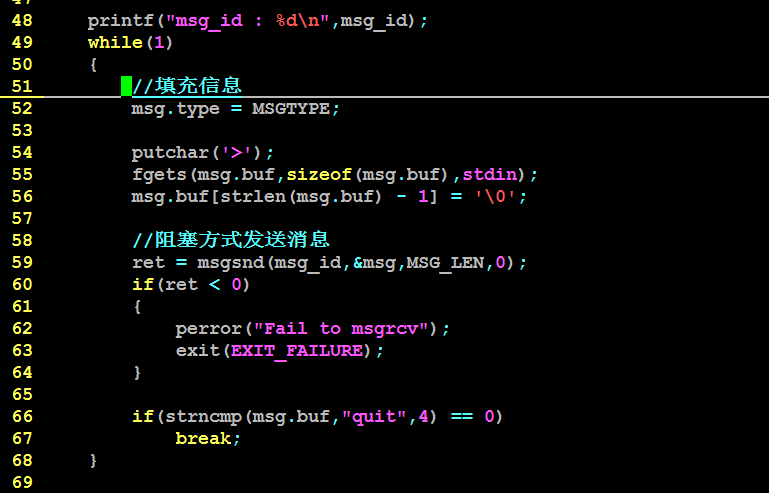 47
48     printf("msg_id : %d\n",msg_id);
49     while(1)
50     {
51         //填充信息
52         msg.type = MSGTYPE;
53
54         putchar('>');
55         fgets(msg.buf,sizeof(msg.buf),stdin);
56         msg.buf[strlen(msg.buf) - 1] = '\0';
57
58         //阻塞方式发送消息
59         ret = msgsnd(msg_id,&msg,MSG_LEN,0);
60         if(ret < 0)
61         {
62             perror("Fail to msgrcv");
63             exit(EXIT_FAILURE);
64         }
65
66         if(strncmp(msg.buf,"quit",4) == 0)
67             break;
68     }
69